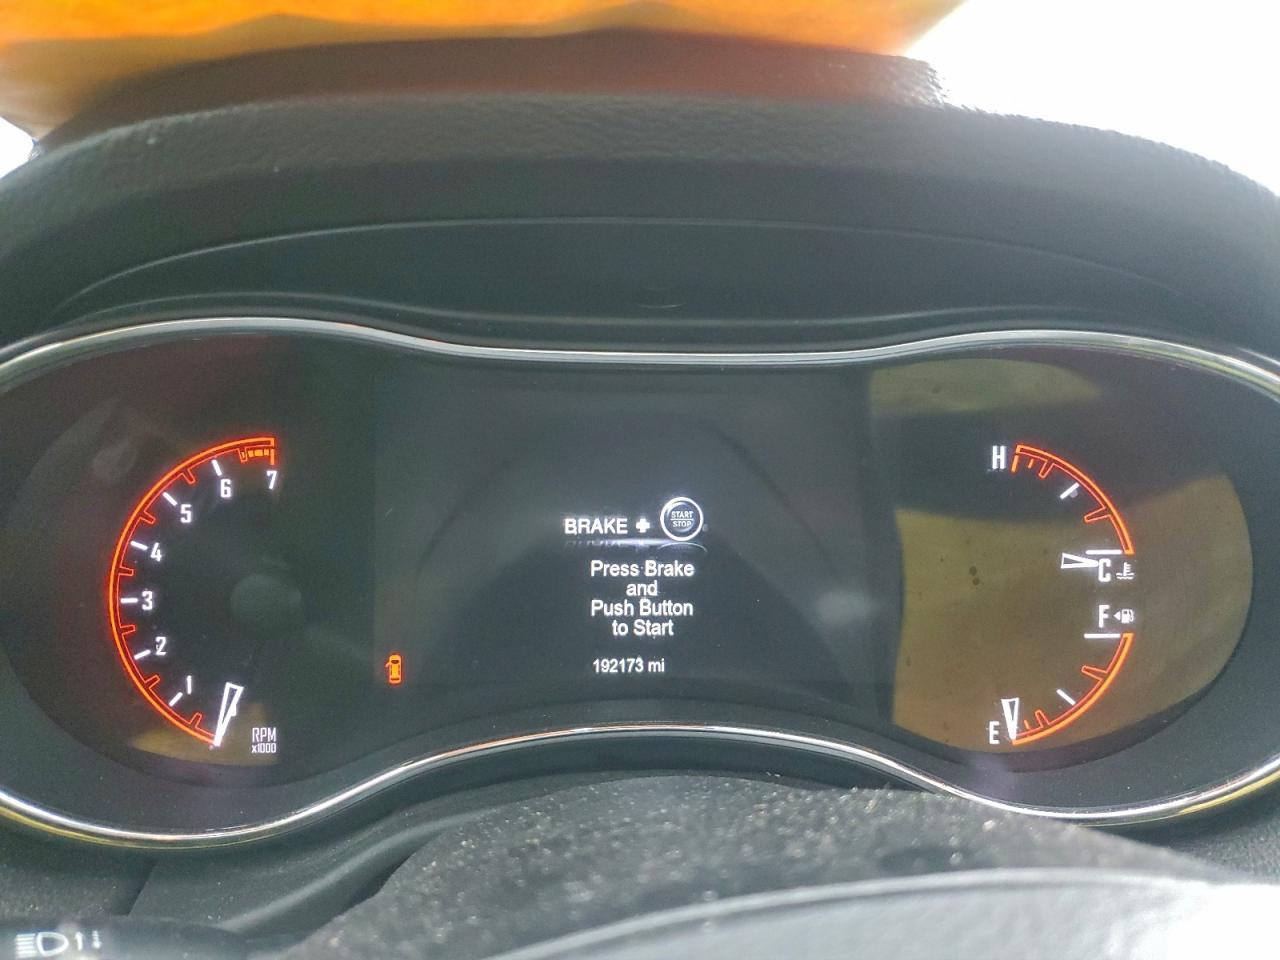 7
6
5
4
3
2
1
RPM
x1000
BRAKE + START STOP
Press Brake
and
Push Button
to Start
192173 mi
H
C
F
E